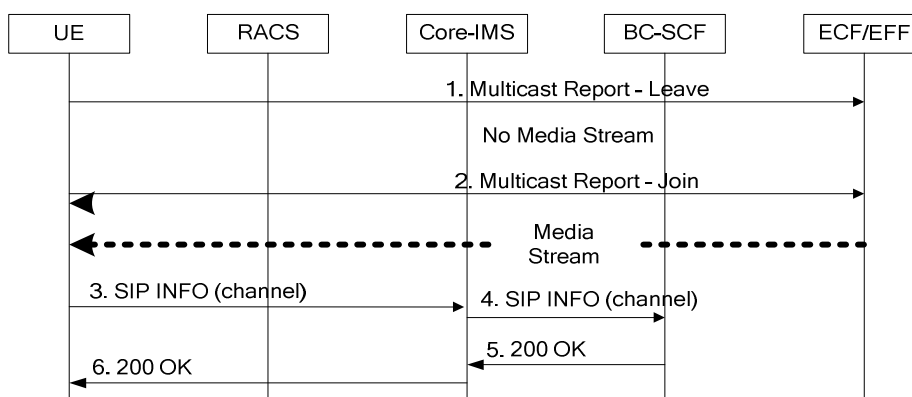 UE
RACS
Core-IMS
BC-SCF
ECF/EFF
1. Multicast Report - Leave
No Media Stream
2. Multicast Report - Join
Media
Stream
3. SIP INFO (channel)
4. SIP INFO (channel)
5. 200 OK
6. 200 OK